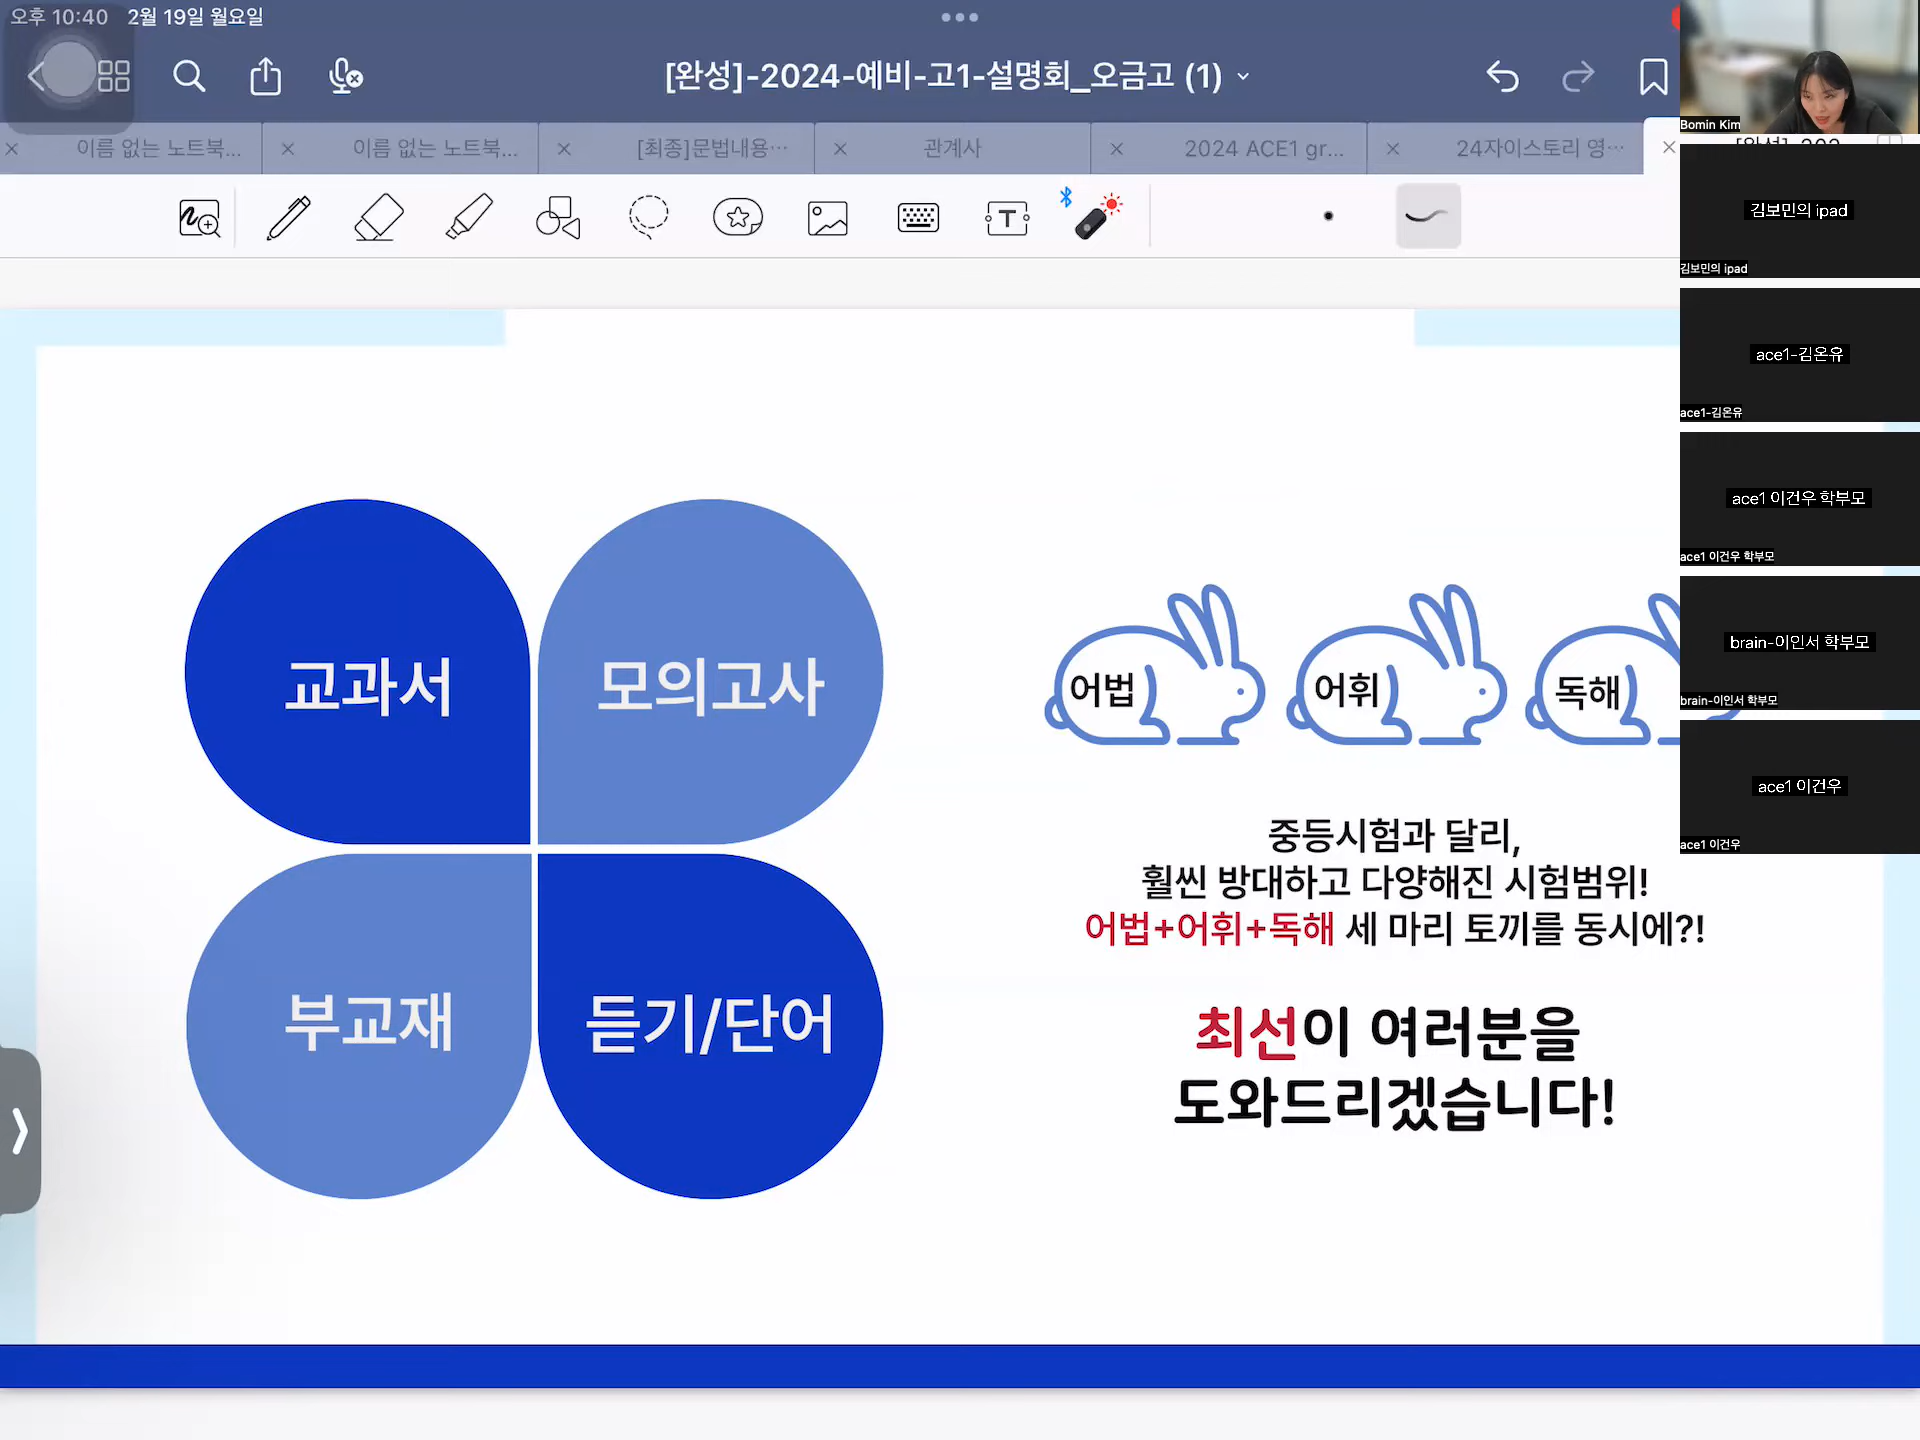 오후 10:40 2월 19일 월요일
[완성]-2024-예비-고1-설명회_오금고 (1)
이름 없는 노트북...
이름 없는 노트북...
[최종]문법내용…
관계사
2024 ACE1 gr...
24자이스토리 영…
교과서
모의고사
부교재
듣기/단어
어법
어휘
독해
중등시험과 달리,
훨씬 방대하고 다양해진 시험범위!
어법+어휘+독해 세 마리 토끼를 동시에?!
최선이 여러분을
도와드리겠습니다!
Bomin Kim
김보민의 ipad
김보민의 ipad
ace1-김온유
ace1-김온유
ace1 이건우 학부모
ace1 이건우 학부모
brain-이인서 학부모
brain-이인서 학부모
ace1 이건우
ace1 이건우